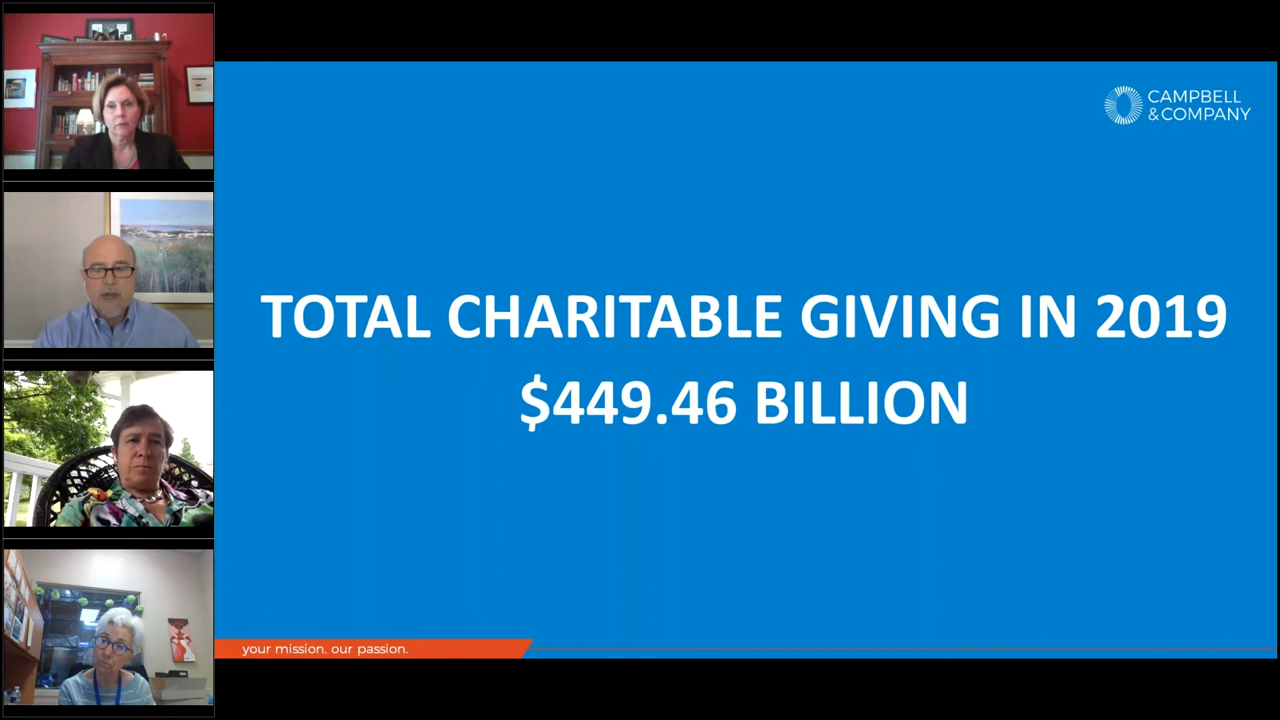 CAMPBELL
&COMPANY
TOTAL CHARITABLE GIVING IN 2019
$449.46 BILLION
your mission. our passion.